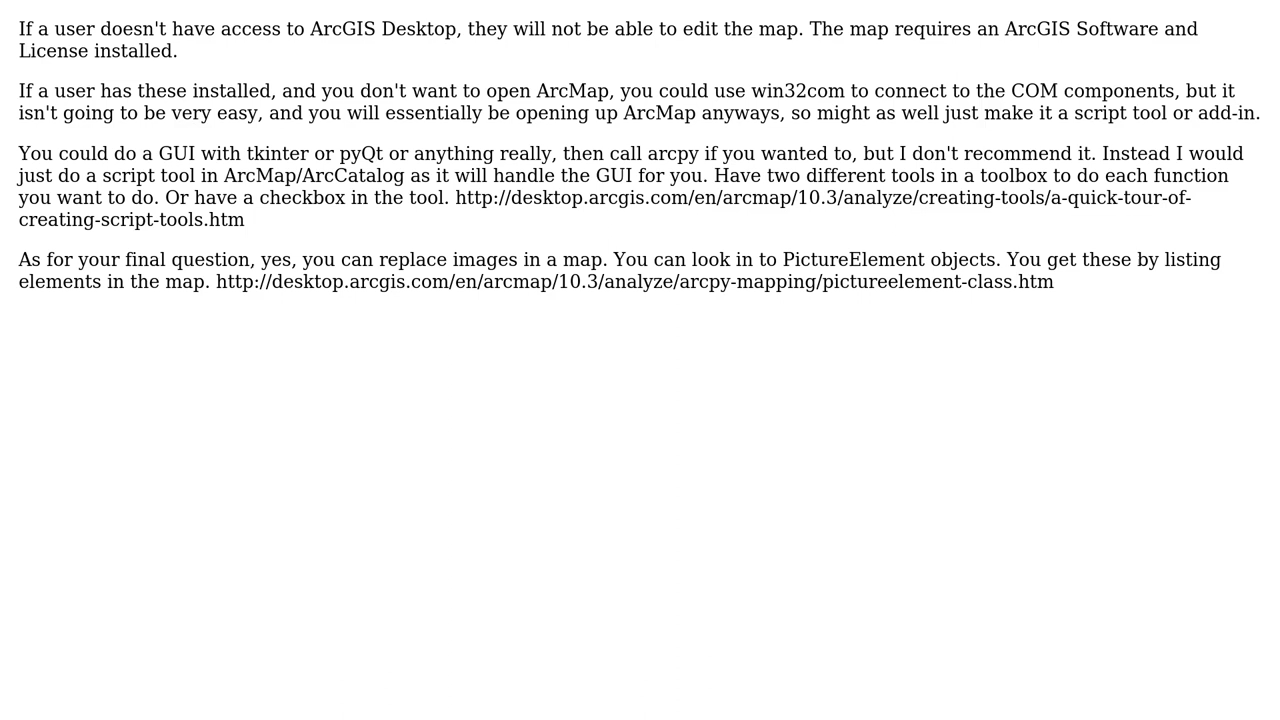 If a user doesn't have access to ArcGIS Desktop, they will not be able to edit the map. The map requires an ArcGIS Software and
License installed.
If a user has these installed, and you don't want to open ArcMap, you could use win32com to connect to the COM components, but it
isn't going to be very easy, and you will essentially be opening up ArcMap anyways, so might as well just make it a script tool or add-in.
You could do a GUI with tkinter or pyQt or anything really, then call arcpy if you wanted to, but I don't recommend it. Instead I would
just do a script tool in ArcMap/ArcCatalog as it will handle the GUI for you. Have two different tools in a toolbox to do each function
you want to do. Or have a checkbox in the tool. http://desktop.arcgis.com/en/arcmap/10.3/analyze/creating-tools/a-quick-tour-of-
creating-script-tools.htm
As for your final question, yes, you can replace images in a map. You can look in to PictureElement objects. You get these by listing
elements in the map. http://desktop.arcgis.com/en/arcmap/10.3/analyze/arcpy-mapping/pictureelement-class.htm